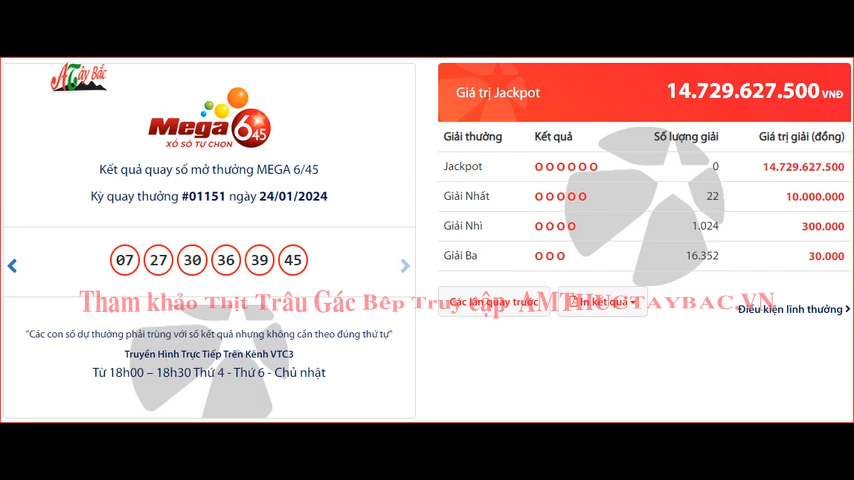 ATây Bắc
Mega 6/45
XỔ SỐ TỰ CHỌN
Kết quả quay số mở thưởng MEGA 6/45
Kỳ quay thưởng #01151 ngày 24/01/2024
07 27 30 36 39 45
"Các con số dự thưởng phải trùng với số kết quả nhưng không cần theo đúng thứ tự"
Truyền Hình Trực Tiếp Trên Kênh VTC3
Từ 18h00 – 18h30 Thứ 4 - Thứ 6 - Chủ nhật
Giá trị Jackpot 14.729.627.500 VNĐ
Giải thưởng Kết quả Số lượng giải Giá trị giải (đồng)
Jackpot O O O O O O 0 14.729.627.500
Giải Nhất O O O O O 22 10.000.000
Giải Nhì O O O O 1.024 300.000
Giải Ba O O O 16.352 30.000
Các lần quay trước In kết quả
Điều kiện lĩnh thưởng
Tham khảo Thịt Trâu Gác Bếp Truy cập AMTHUCTAYBAC.VN